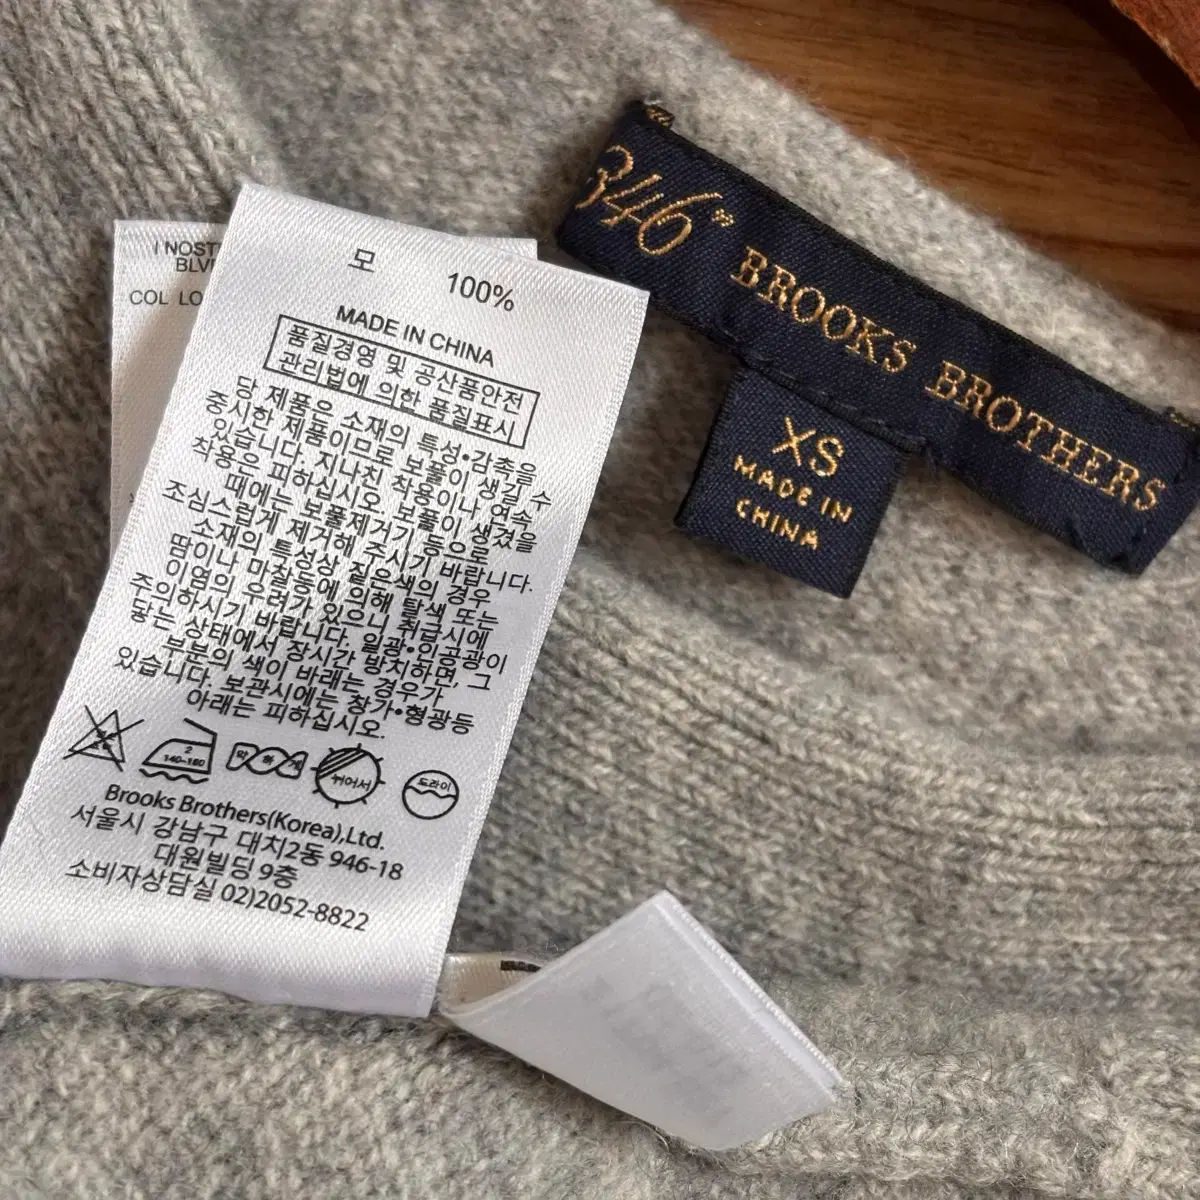 346"
BROOKS BROTHERS
XS
MADE IN
CHINA
I NOST
BLV
COL LO
모 100%
MADE IN CHINA
품질경영 및 공산품안전
관리법에 의한 품질표시
당 제품은 소재의 특성•감촉을
중시한 제품이므로 보풀이 생길 수
있습니다. 지나친 착용이나 연속
착용은 피하십시오. 보풀이 생겼을
때에는 보풀제거기 등으로
조심스럽게 제거해 주시기 바랍니다.
소재의 특성상 짙은색의 경우
땀이나 마찰등에 의해 탈색 또는
이염의 우려가 있으니 취급시에
주의하시기 바랍니다. 일광•인공광이
닿는 상태에서 장시간 방치하면, 그
부분의 색이 바래는 경우가
있습니다. 보관시에는 창가•형광등
아래는 피하십시오.
2
140~160
약 하 게
뉘어서
드라이
Brooks Brothers(Korea),Ltd.
서울시 강남구 대치2동 946-18
대원빌딩 9층
소비자상담실 02)2052-8822